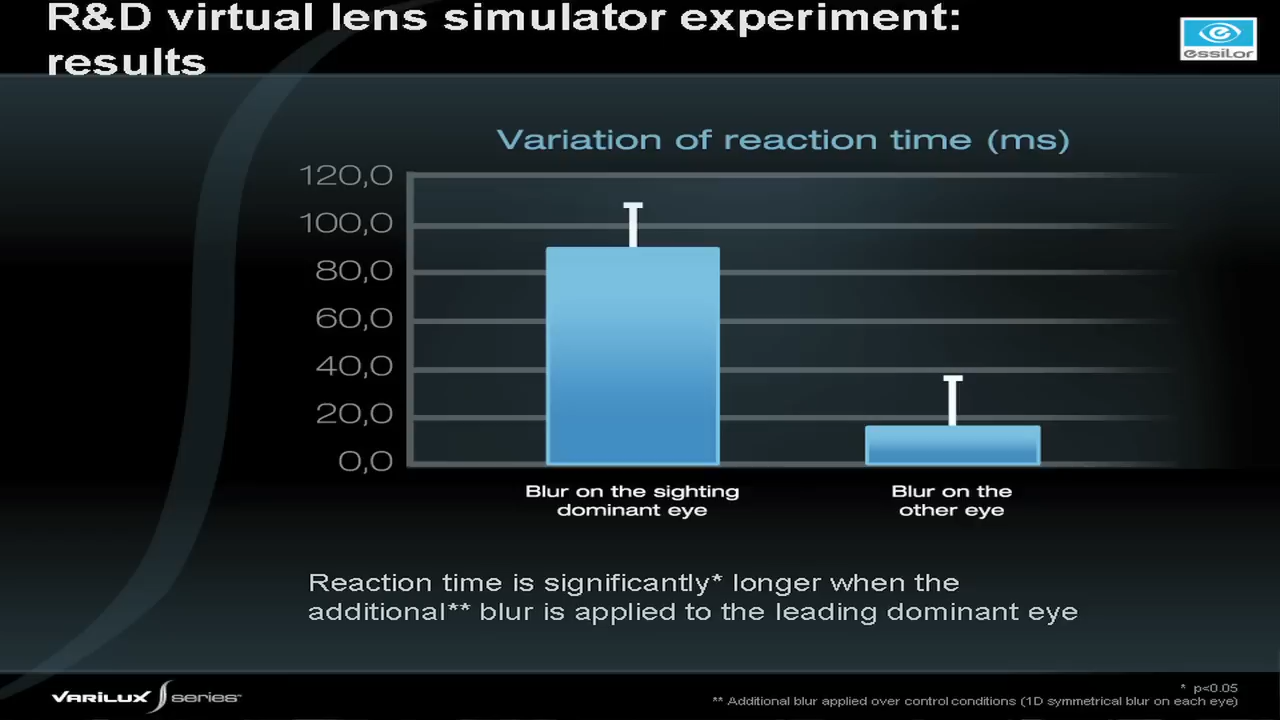 R&D virtual lens simulator experiment:
results
essilor
Variation of reaction time (ms)
120,0
100,0
80,0
60,0
40,0
20,0
0,0
Blur on the sighting
dominant eye
Blur on the
other eye
Reaction time is significantly* longer when the
additional** blur is applied to the leading dominant eye
VARILUX series™
* p<0.05
** Additional blur applied over control conditions (1D symmetrical blur on each eye)